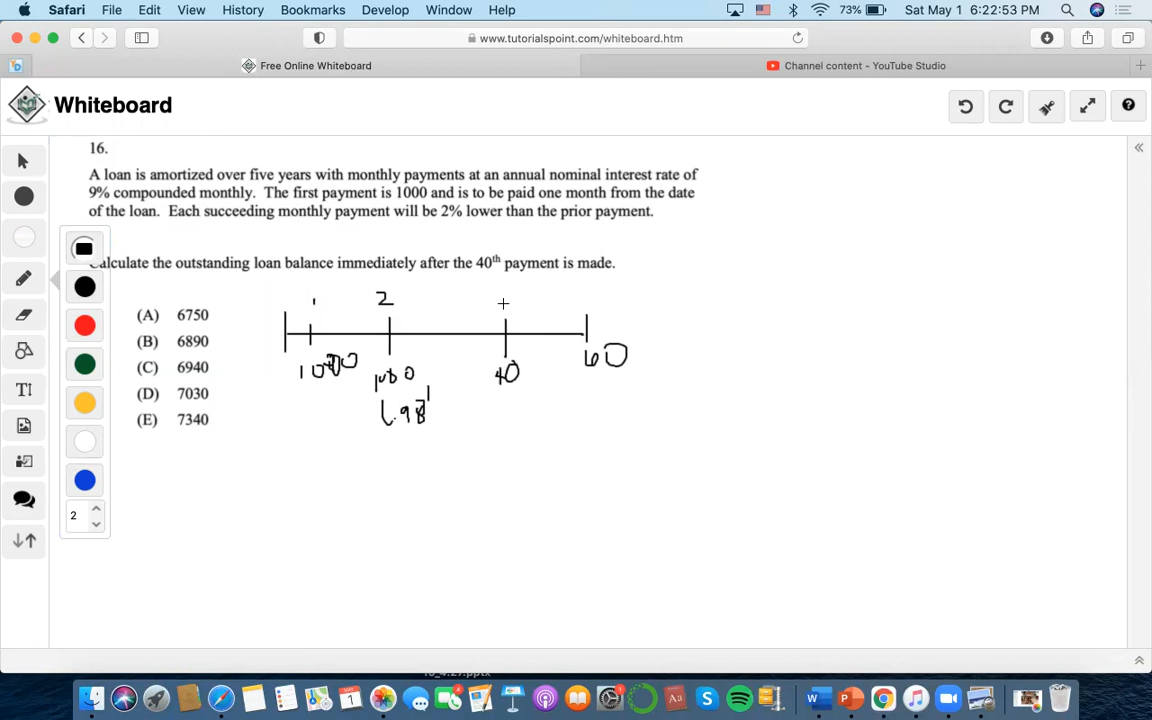 Safari File Edit View History Bookmarks Develop Window Help 73% Sat May 1 6:22:53 PM
www.tutorialspoint.com/whiteboard.htm
Free Online Whiteboard Channel content - YouTube Studio
Whiteboard
16.
A loan is amortized over five years with monthly payments at an annual nominal interest rate of
9% compounded monthly. The first payment is 1000 and is to be paid one month from the date
of the loan. Each succeeding monthly payment will be 2% lower than the prior payment.
Calculate the outstanding loan balance immediately after the 40th payment is made.
(A) 6750
(B) 6890
(C) 6940
(D) 7030
(E) 7340
1 2
1000 1000 40 60
(.98)1
T
2
Aa
1